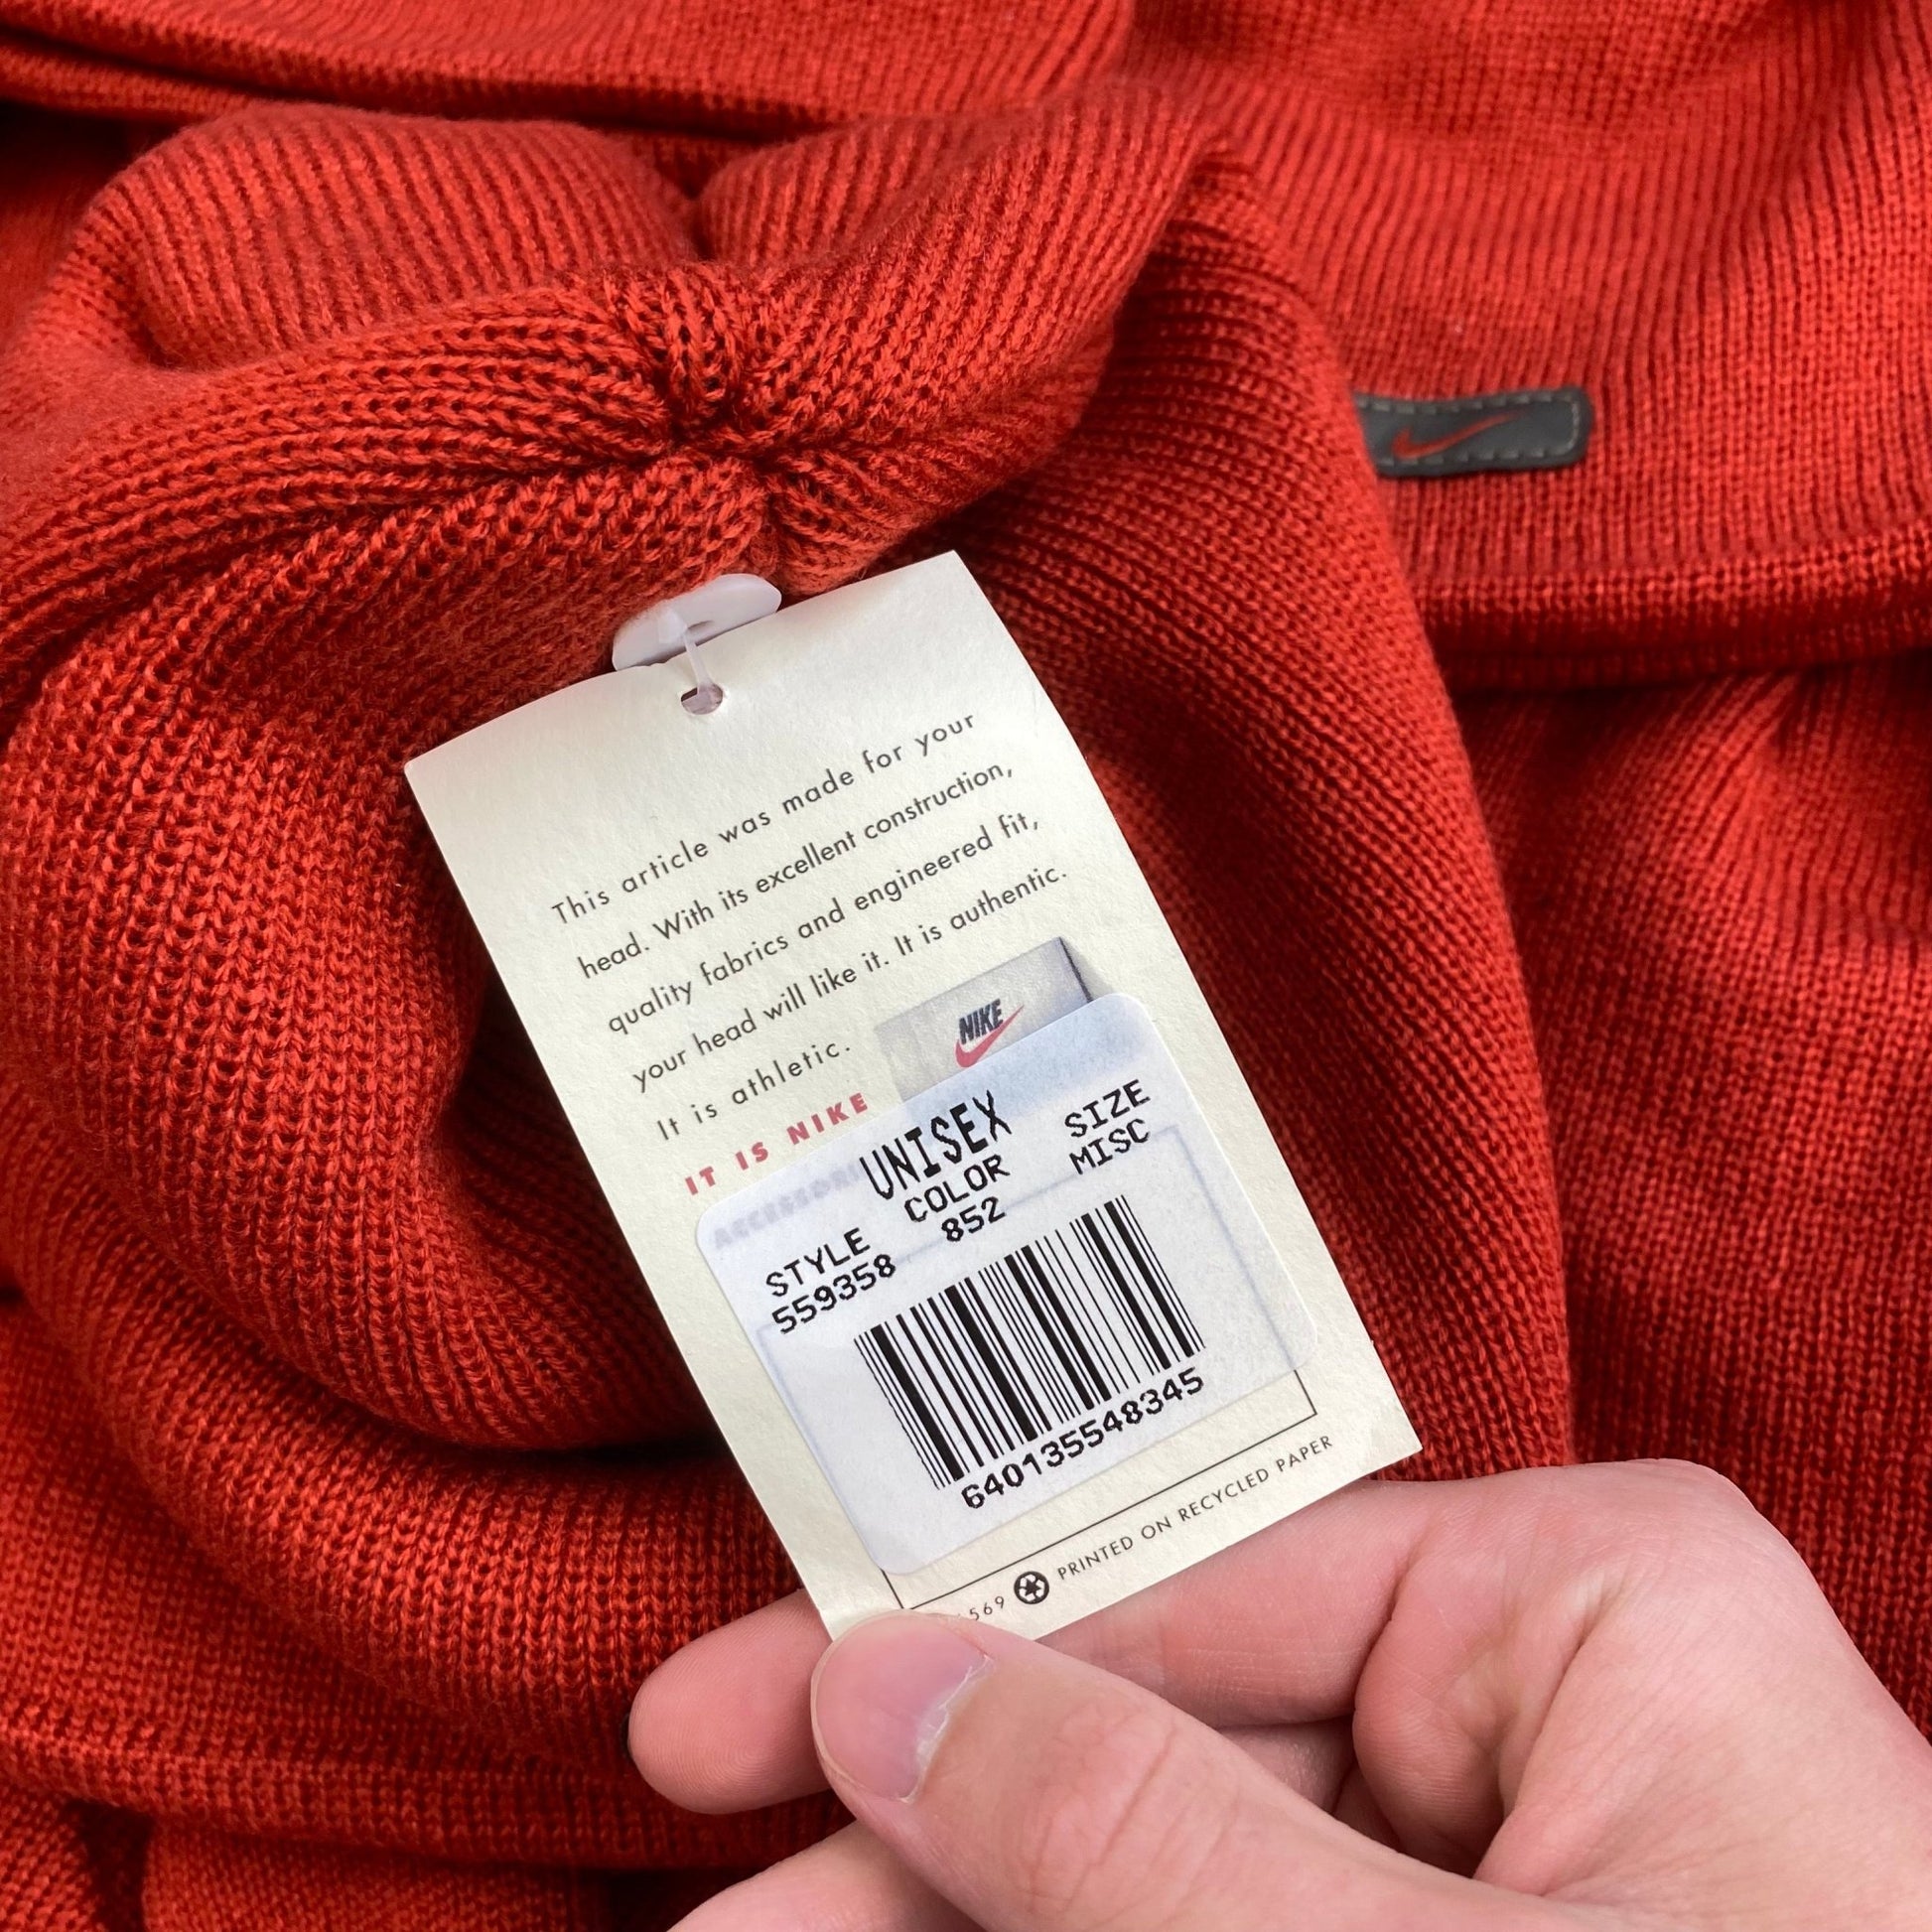 This article was made for your
head. With its excellent construction,
quality fabrics and engineered fit,
your head will like it. It is authentic.
It is athletic.
IT IS NIKE
NIKE
ACCESSORI
UNISEX
STYLE COLOR SIZE
559358 852 MISC
640135548345
569 PRINTED ON RECYCLED PAPER